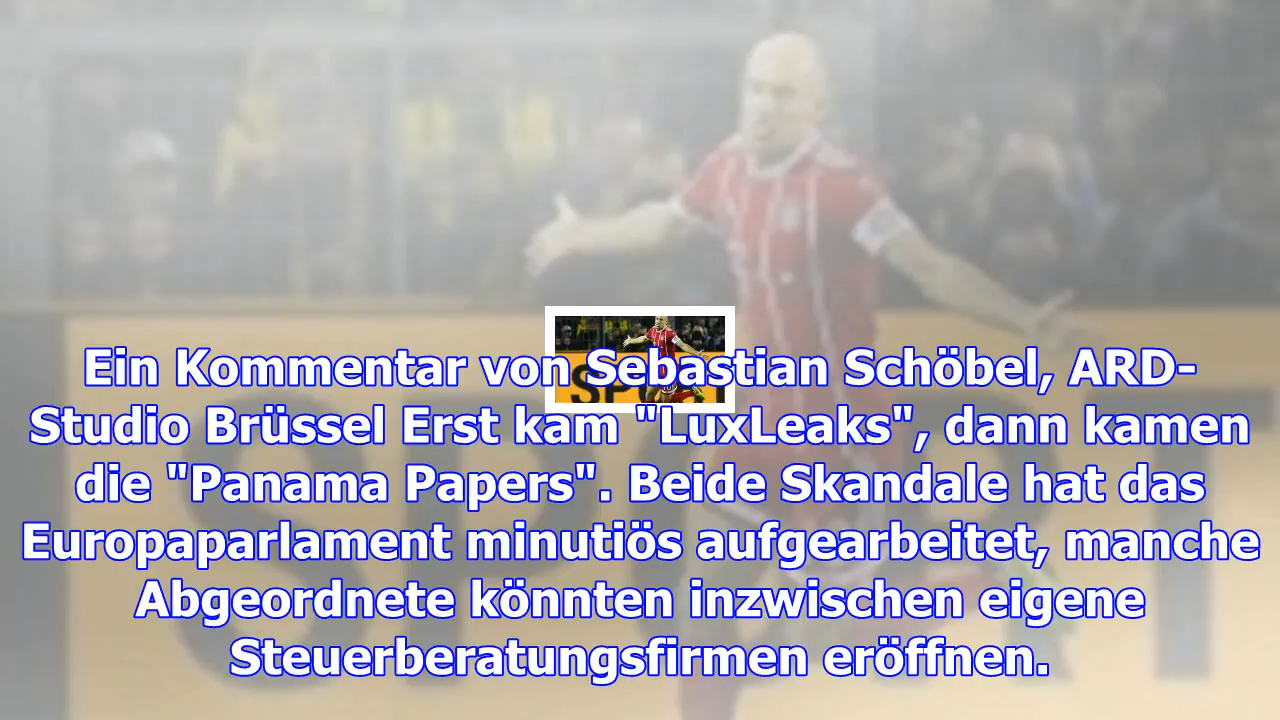 Ein Kommentar von Sebastian Schöbel, ARD-
Studio Brüssel Erst kam "LuxLeaks", dann kamen
die "Panama Papers". Beide Skandale hat das
Europaparlament minutiös aufgearbeitet, manche
Abgeordnete könnten inzwischen eigene
Steuerberatungsfirmen eröffnen.
SPORT